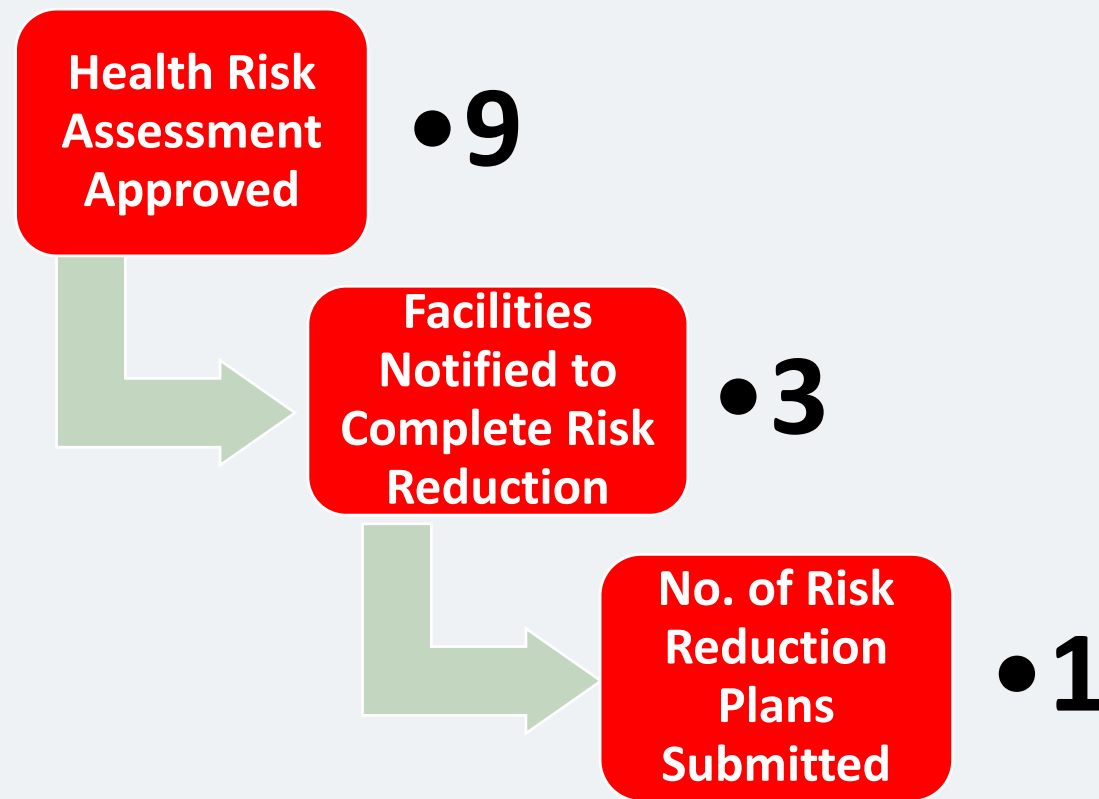 Health Risk
Assessment
Approved
•9
Facilities
Notified to
Complete Risk
Reduction
•3
No. of Risk
Reduction
Plans
Submitted
•1